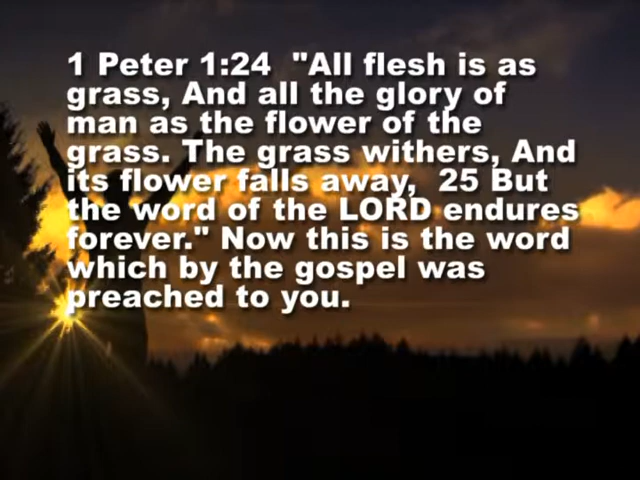 1 Peter 1:24  "All flesh is as
grass, And all the glory of
man as the flower of the
grass. The grass withers, And
its flower falls away,  25 But
the word of the LORD endures
forever." Now this is the word
which by the gospel was
preached to you.